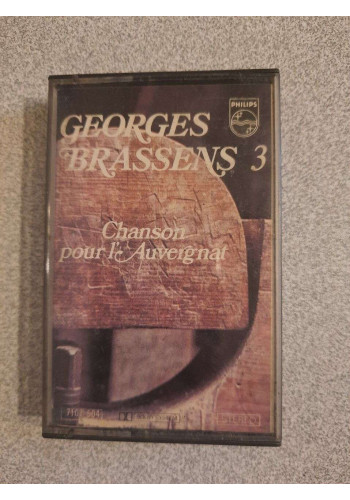 PHILIPS
GEORGES
BRASSENS 3
Chanson
pour l'Auvergnat